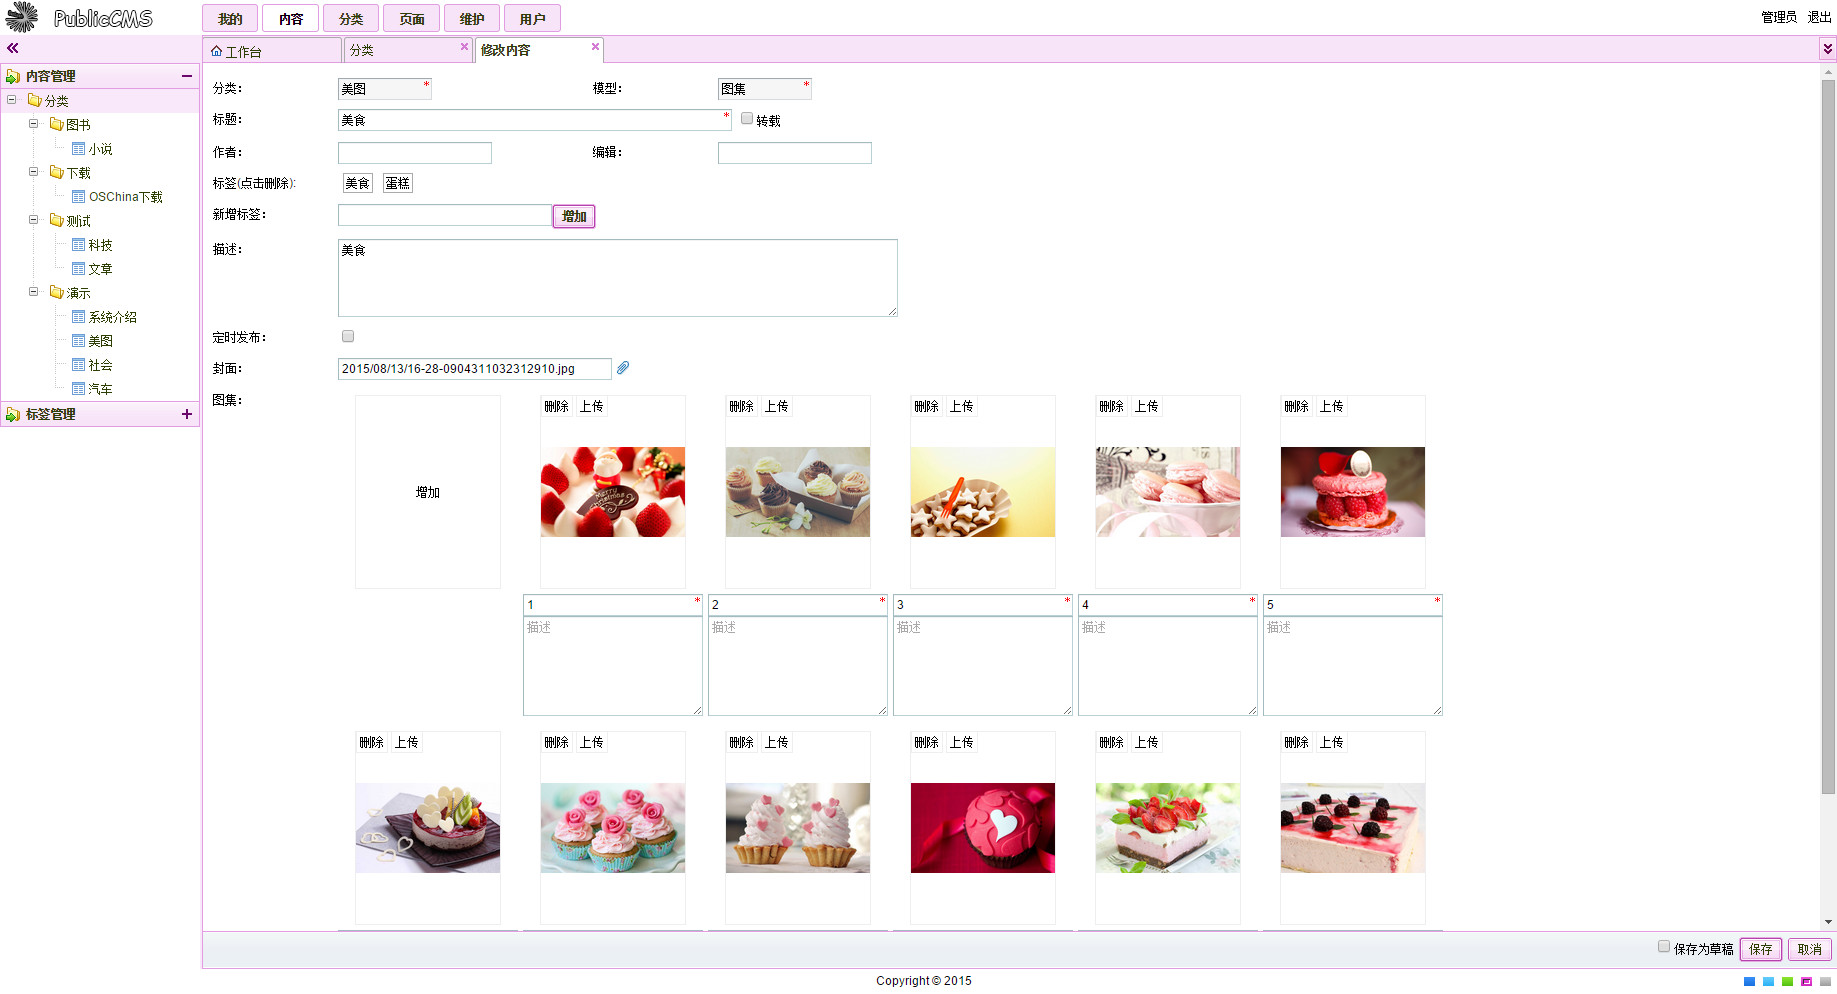 PublicCMS
我的 内容 分类 页面 维护 用户
管理员 退出
工作台 分类 修改内容
内容管理
分类
图书
小说
下载
OSChina下载
测试
科技
文章
演示
系统介绍
美图
社会
汽车
标签管理
分类： 美图 * 模型： 图集 *
标题： 美食 * 转载
作者： 编辑：
标签(点击删除): 美食 蛋糕
新增标签： 增加
描述： 美食
定时发布：
封面： 2015/08/13/16-28-0904311032312910.jpg
图集：
增加
删除 上传 删除 上传 删除 上传 删除 上传 删除 上传
Merry Christmas
1 * 2 * 3 * 4 * 5 *
描述 描述 描述 描述 描述
删除 上传 删除 上传 删除 上传 删除 上传 删除 上传 删除 上传
保存为草稿 保存 取消
Copyright © 2015